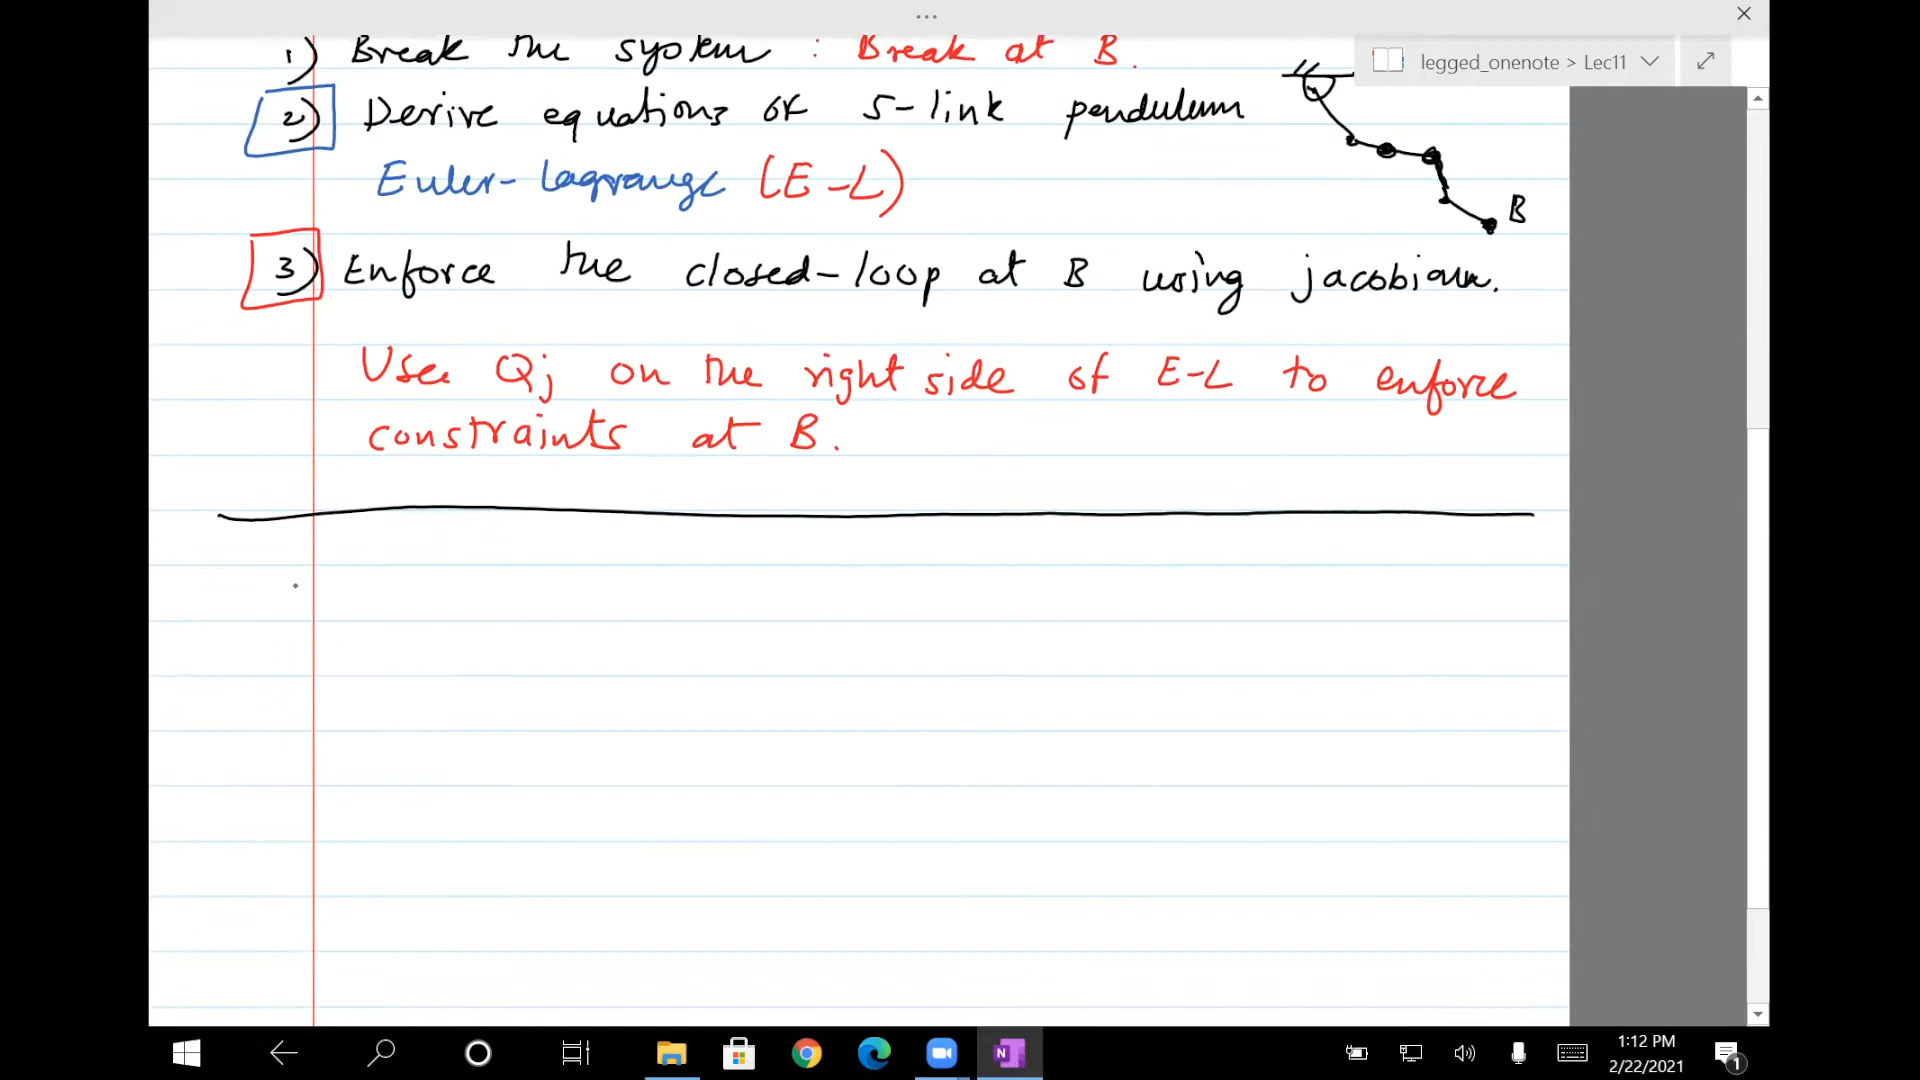 ...
1) Break the system : Break at B.
legged_onenote > Lec11
2) Derive equations of 5-link pendulum
Euler-Lagrange (E-L)
B
3) Enforce the closed-loop at B using jacobian.
Use Qj on the right side of E-L to enforce
constraints at B.
N
1:12 PM
2/22/2021
1